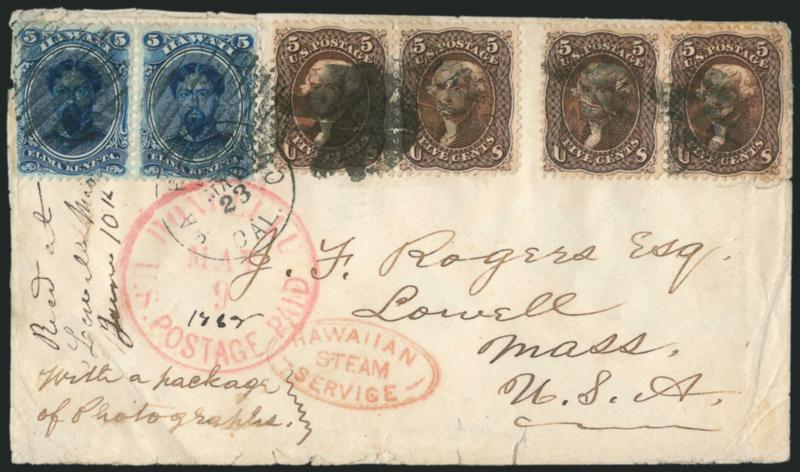 5 HAWAII 5
ELIMA KENETA.
5 HAWAII 5
ELIMA KENETA.
5 U.S. POSTAGE 5
U FIVE CENTS S
5 U.S. POSTAGE 5
U FIVE CENTS S
5 U.S. POSTAGE 5
U FIVE CENTS S
5 U.S. POSTAGE 5
U FIVE CENTS S
23
CAL.
HONOLULU
MAY
9
U.S. POSTAGE PAID
HAWAIIAN
STEAM
SERVICE
J. F. Rogers Esq.
Lowell
Mass.
U. S. A.
Recd at
Lowell Mass
June 10th
With a package
of Photographs.